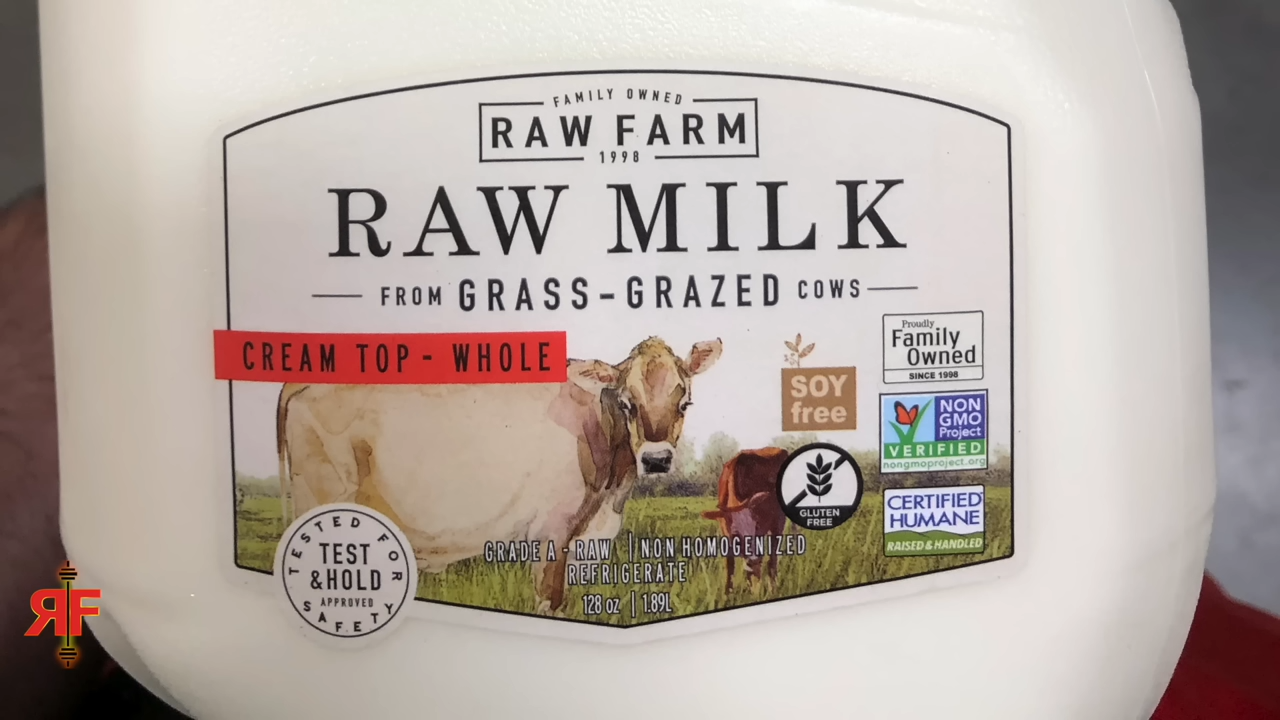 FAMILY OWNED
RAW FARM
1998
RAW MILK
FROM GRASS-GRAZED COWS
CREAM TOP - WHOLE
SOY
free
Proudly
Family
Owned
SINCE 1998
NON
GMO
Project
VERIFIED
nongmoproject.org
GLUTEN
FREE
CERTIFIED
HUMANE
RAISED & HANDLED
TESTED FOR
TEST
&HOLD
APPROVED
SAFETY
GRADE A - RAW | NON HOMOGENIZED
REFRIGERATE
128 oz | 1.89L
ЯF